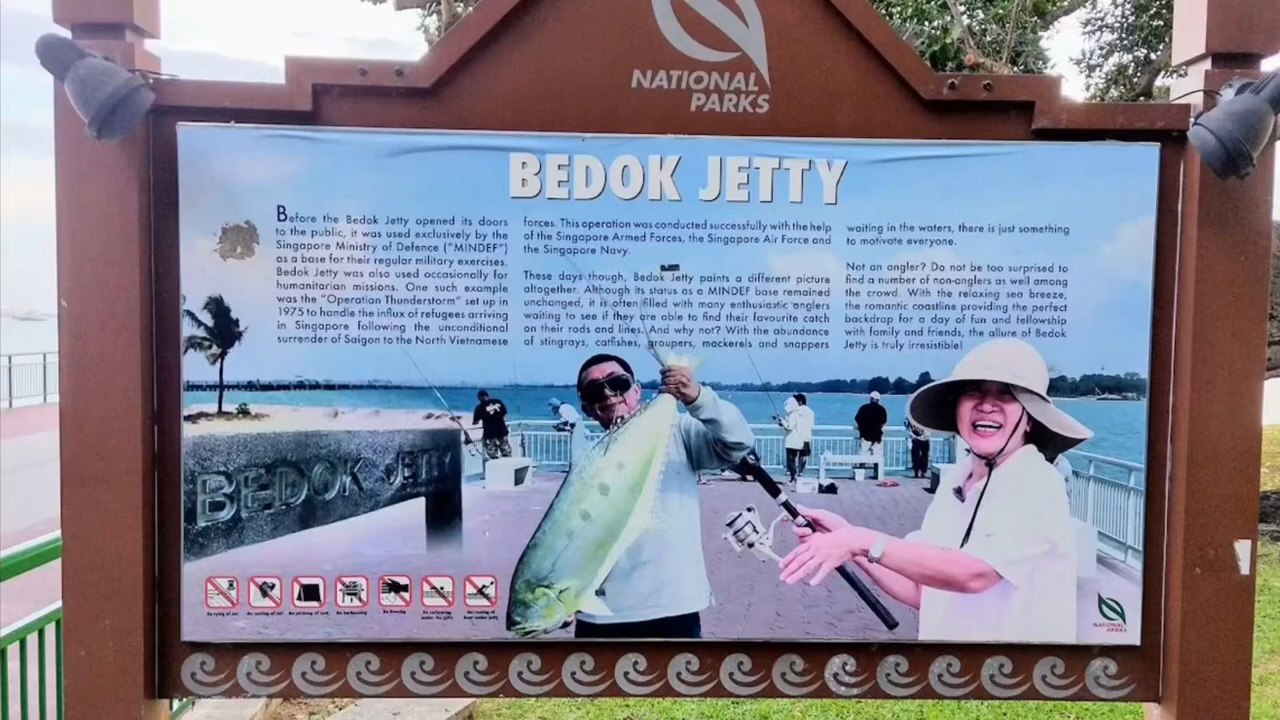 NATIONAL
PARKS
BEDOK JETTY
Before the Bedok Jetty opened its doors
to the public, it was used exclusively by the
Singapore Ministry of Defence ("MINDEF")
as a base for their regular military exercises.
Bedok Jetty was also used occasionally for
humanitarian missions. One such example
was the "Operation Thunderstorm" set up in
1975 to handle the influx of refugees arriving
in Singapore following the unconditional
surrender of Saigon to the North Vietnamese
forces. This operation was conducted successfully with the help
of the Singapore Armed Forces, the Singapore Air Force and
the Singapore Navy.
These days though, Bedok Jetty paints a different picture
altogether. Although its status as a MINDEF base remained
unchanged, it is often filled with many enthusiastic anglers
waiting to see if they are able to find their favourite catch
on their rods and lines. And why not? With the abundance
of stingrays, catfishes, groupers, mackerels and snappers
waiting in the waters, there is just something
to motivate everyone.
Not an angler? Do not be too surprised to
find a number of non-anglers as well among
the crowd. With the relaxing sea breeze,
the romantic coastline providing the perfect
backdrop for a day of fun and fellowship
with family and friends, the allure of Bedok
Jetty is truly irresistible!
BEDOK JETTY
NATIONAL
PARKS